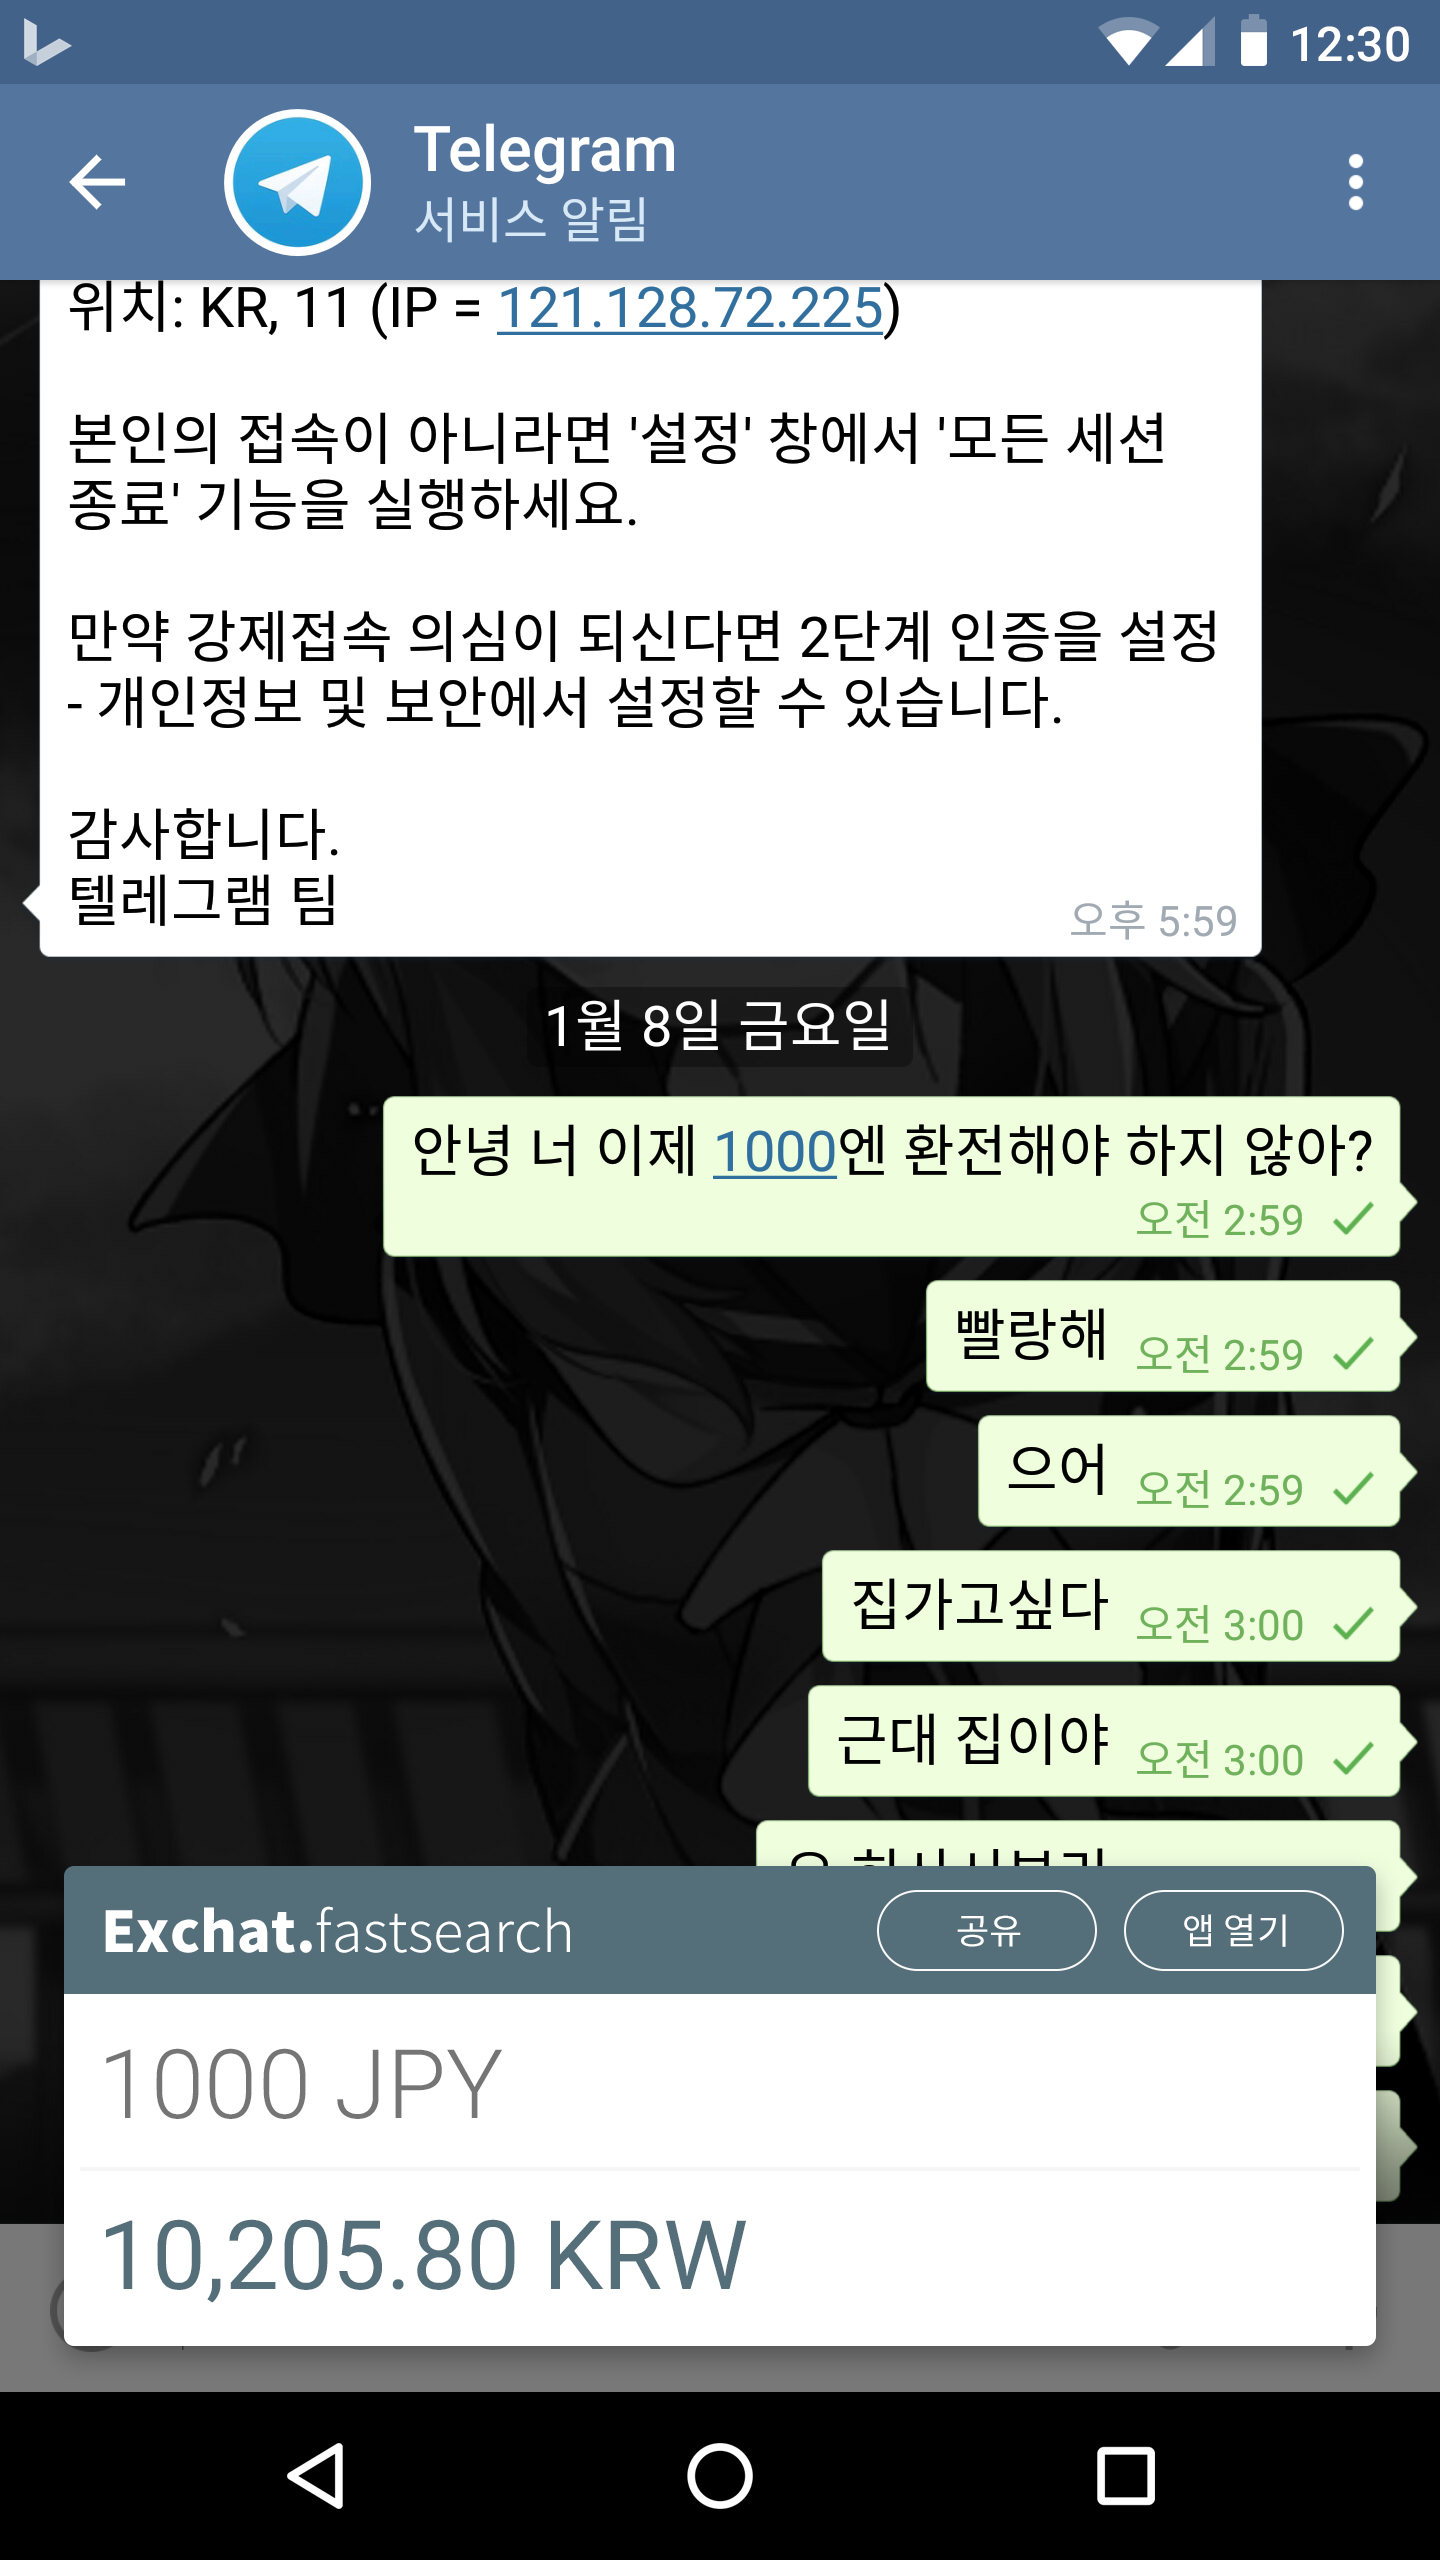 12:30
Telegram
서비스 알림
위치: KR, 11 (IP = 121.128.72.225)
본인의 접속이 아니라면 '설정' 창에서 '모든 세션
종료' 기능을 실행하세요.
만약 강제접속 의심이 되신다면 2단계 인증을 설정
- 개인정보 및 보안에서 설정할 수 있습니다.
감사합니다.
텔레그램 팀
오후 5:59
1월 8일 금요일
안녕 너 이제 1000엔 환전해야 하지 않아?
오전 2:59
빨랑해 오전 2:59
으어 오전 2:59
집가고싶다 오전 3:00
근대 집이야 오전 3:00
Exchat.fastsearch 공유 앱 열기
1000 JPY
10,205.80 KRW